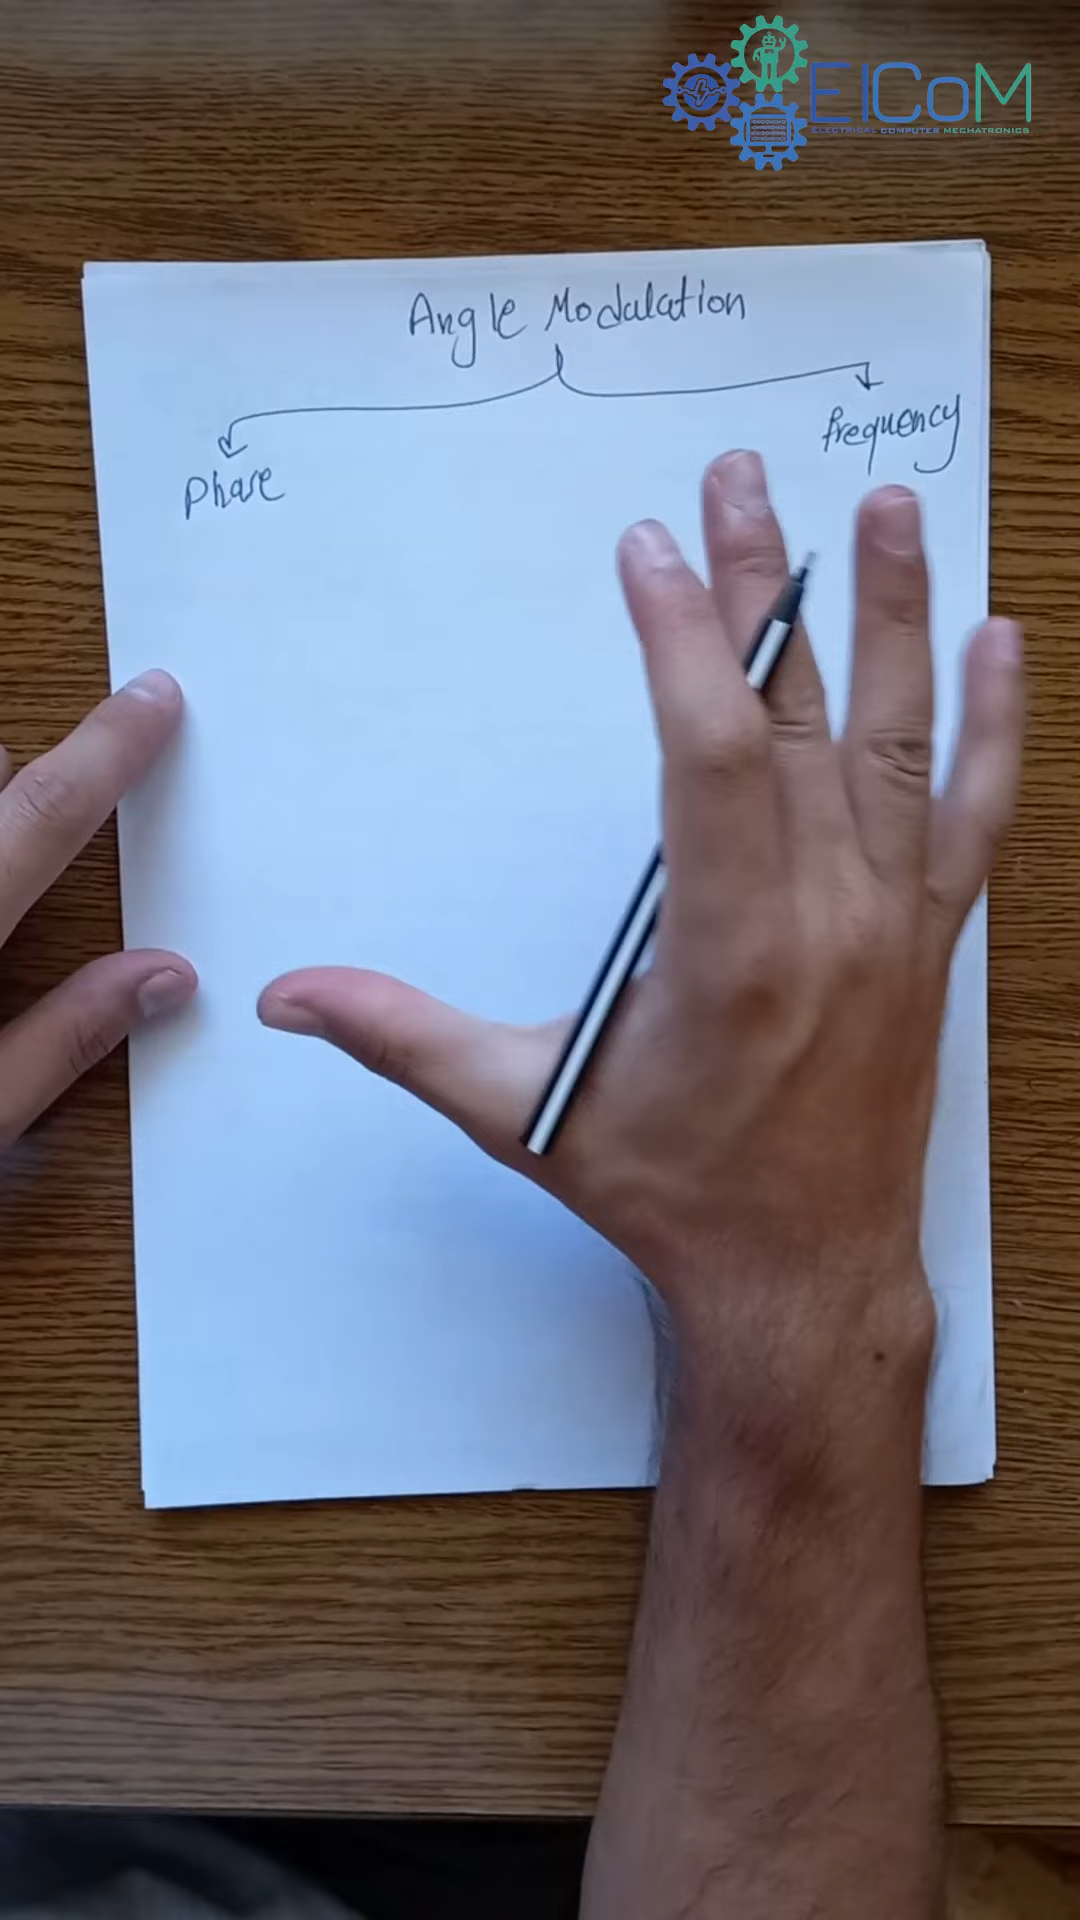 EICoM
ELECTRICAL COMPUTER MECHATRONICS
Angle Modulation
Phase
frequency